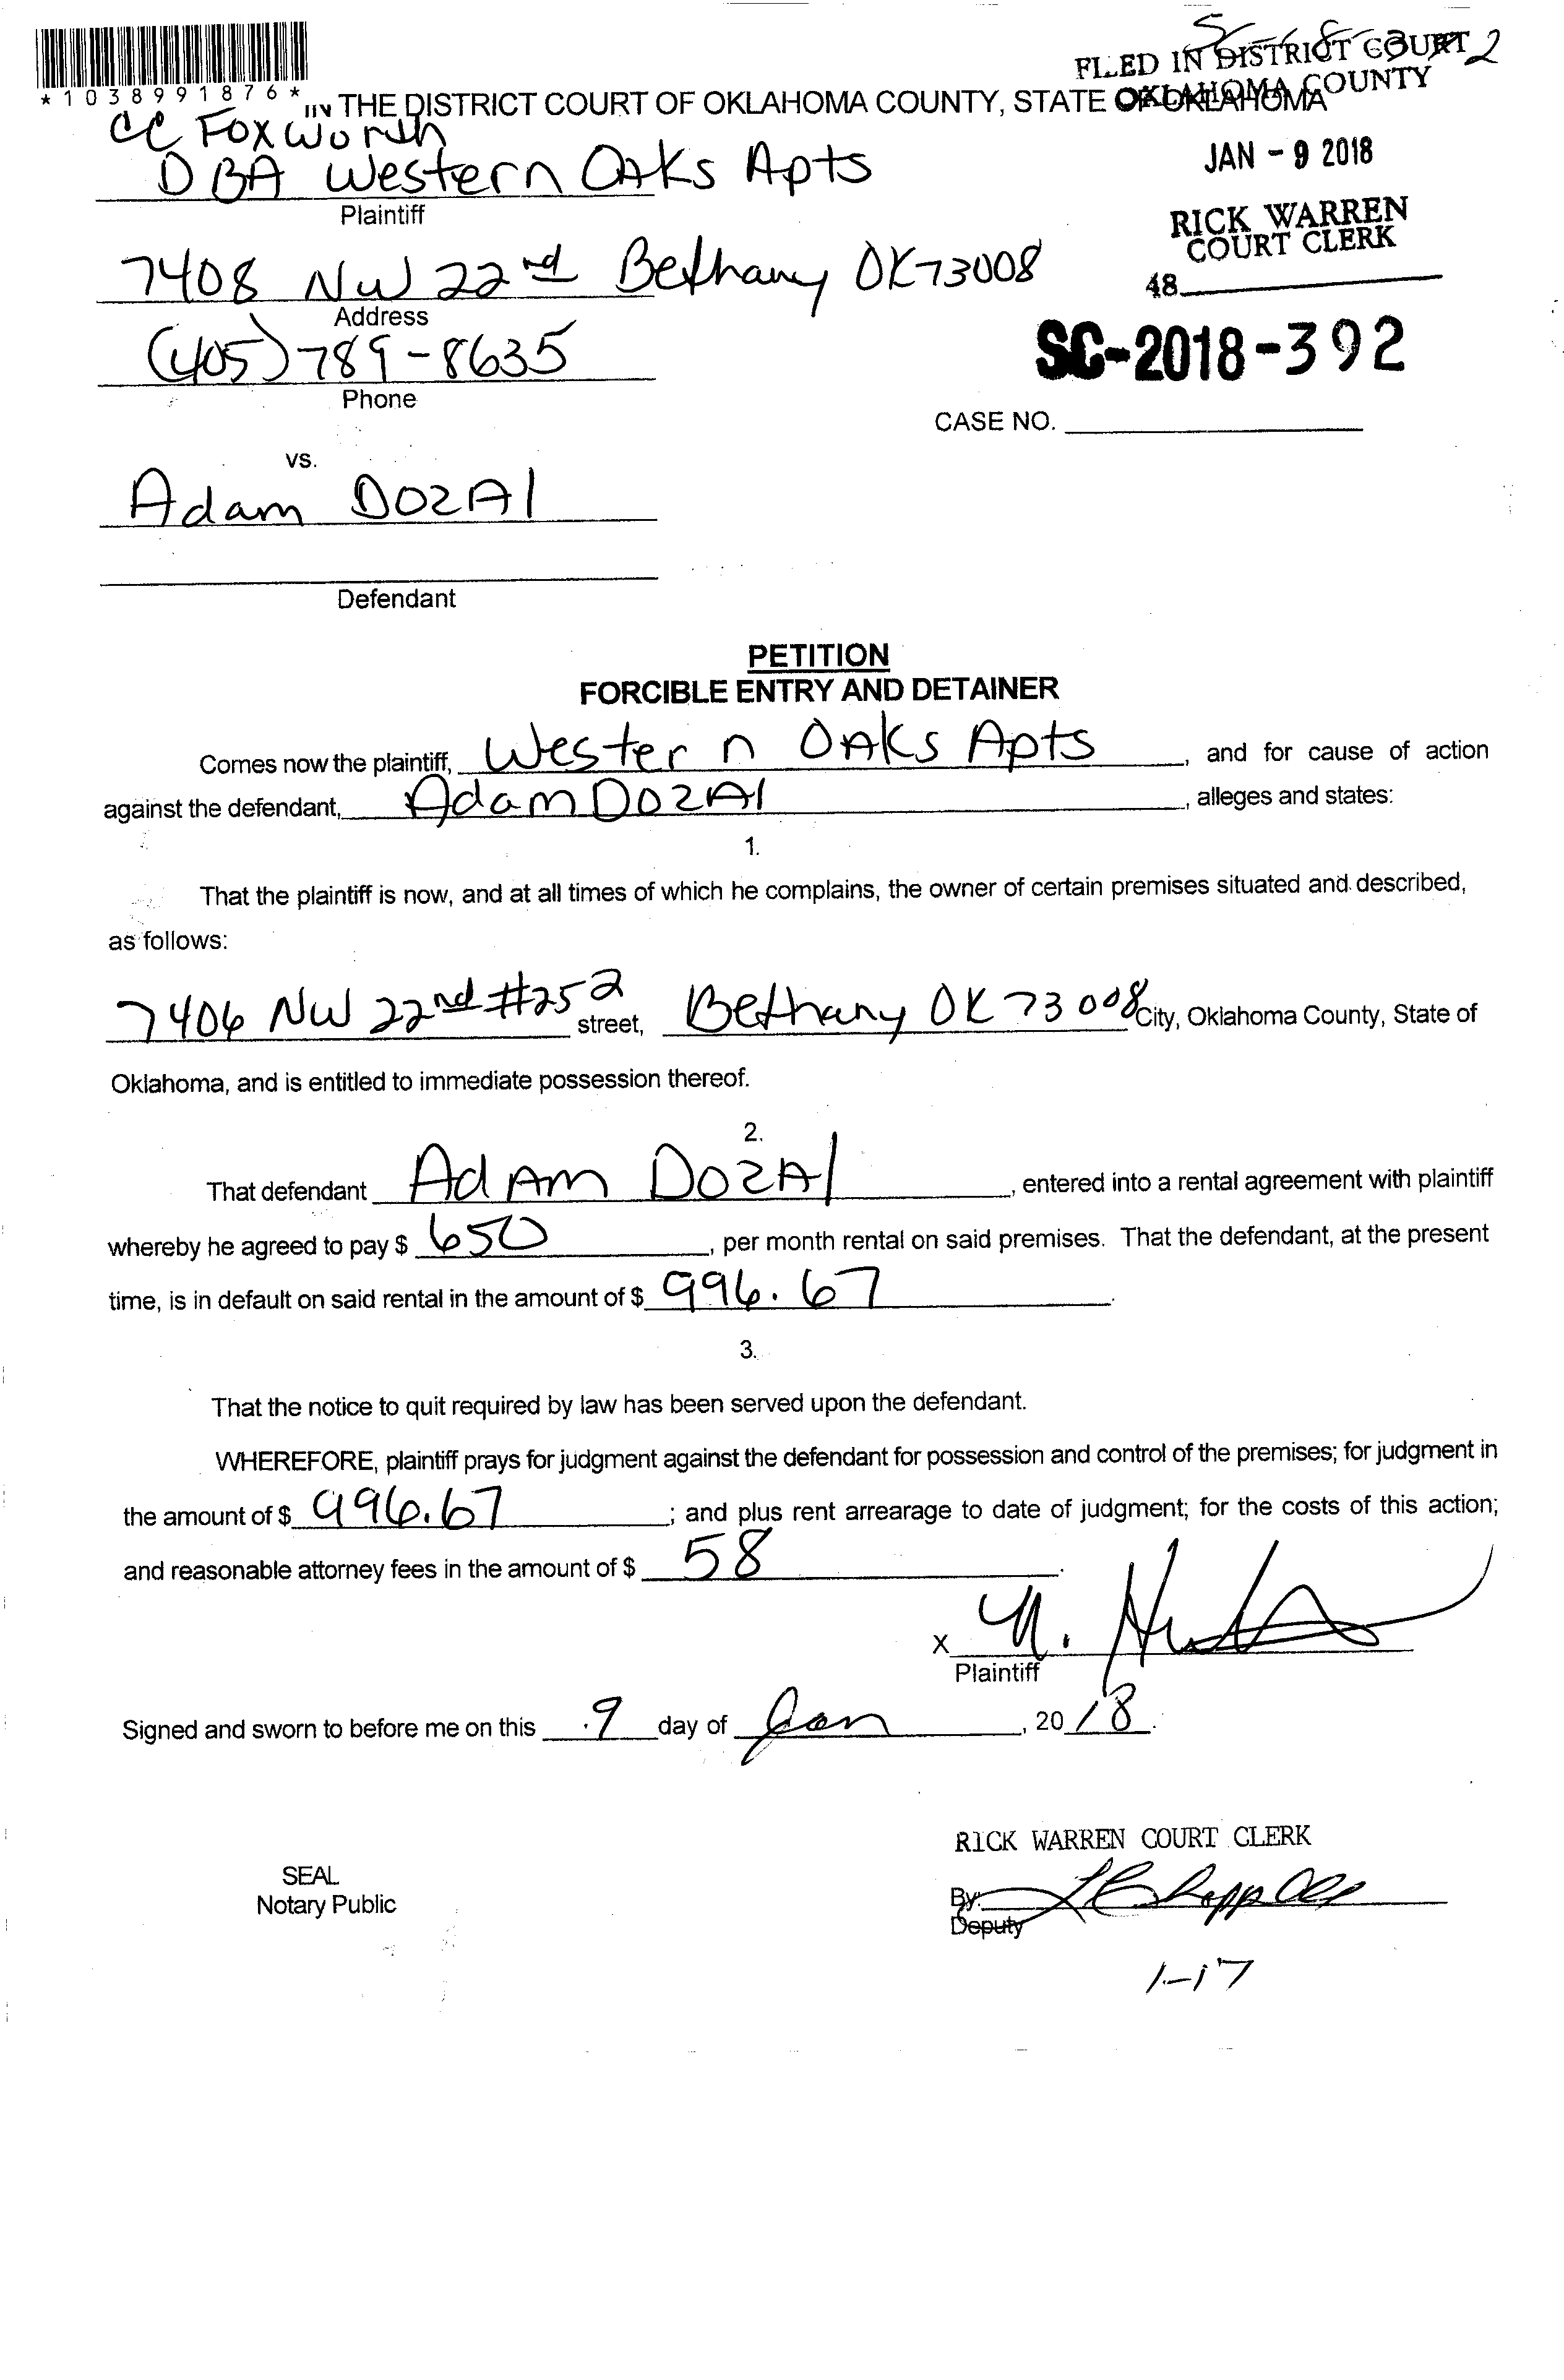 *1038991876*
FILED IN DISTRICT COURT
OKLAHOMA COUNTY
IN THE DISTRICT COURT OF OKLAHOMA COUNTY, STATE OF OKLAHOMA
CC Foxworth
DBA Western Oaks Apts
JAN - 9 2018
Plaintiff
RICK WARREN
COURT CLERK
7408 NW 22nd Bethany OK 73008
48
Address
(405) 789-8635
SC-2018-392
Phone
CASE NO.
vs.
Adam DozAl
Defendant
PETITION
FORCIBLE ENTRY AND DETAINER
Comes now the plaintiff, Western OAks Apts, and for cause of action
against the defendant, Adam DozAl, alleges and states:
1.
That the plaintiff is now, and at all times of which he complains, the owner of certain premises situated and described,
as follows:
7406 NW 22nd #252 street, Bethany OK 73008 City, Oklahoma County, State of
Oklahoma, and is entitled to immediate possession thereof.
2.
That defendant AdAm DozAl, entered into a rental agreement with plaintiff
whereby he agreed to pay $ 650, per month rental on said premises. That the defendant, at the present
time, is in default on said rental in the amount of $ 996.67.
3.
That the notice to quit required by law has been served upon the defendant.
WHEREFORE, plaintiff prays for judgment against the defendant for possession and control of the premises; for judgment in
the amount of $ 996.67; and plus rent arrearage to date of judgment; for the costs of this action;
and reasonable attorney fees in the amount of $ 58.
X
Plaintiff
Signed and sworn to before me on this 9 day of Jan, 2018.
RICK WARREN COURT CLERK
SEAL
Notary Public
By:
Deputy
1-17